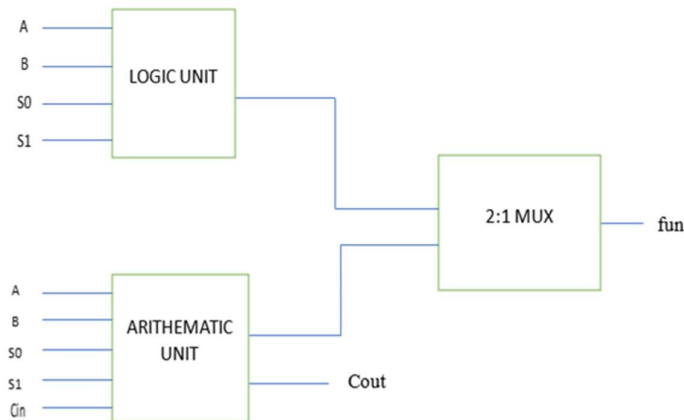 A
B
S0
S1
LOGIC UNIT
2:1 MUX
fun
A
B
S0
S1
Cin
ARITHEMATIC
UNIT
Cout